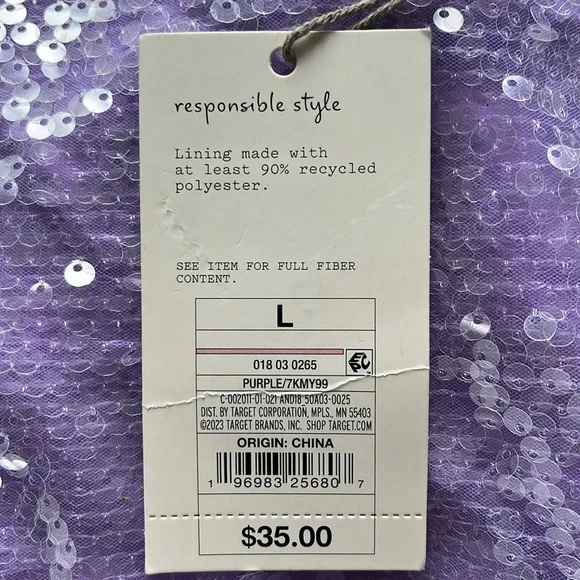 responsible style
Lining made with
at least 90% recycled
polyester.
SEE ITEM FOR FULL FIBER
CONTENT.
L
018 03 0265
EPC
PURPLE/7KMY99
C-002011-01-021 AND18 50A03-0025
DIST. BY TARGET CORPORATION, MPLS., MN 55403
©2023 TARGET BRANDS, INC. SHOP TARGET.COM
ORIGIN: CHINA
1 96983 25680 7
$35.00